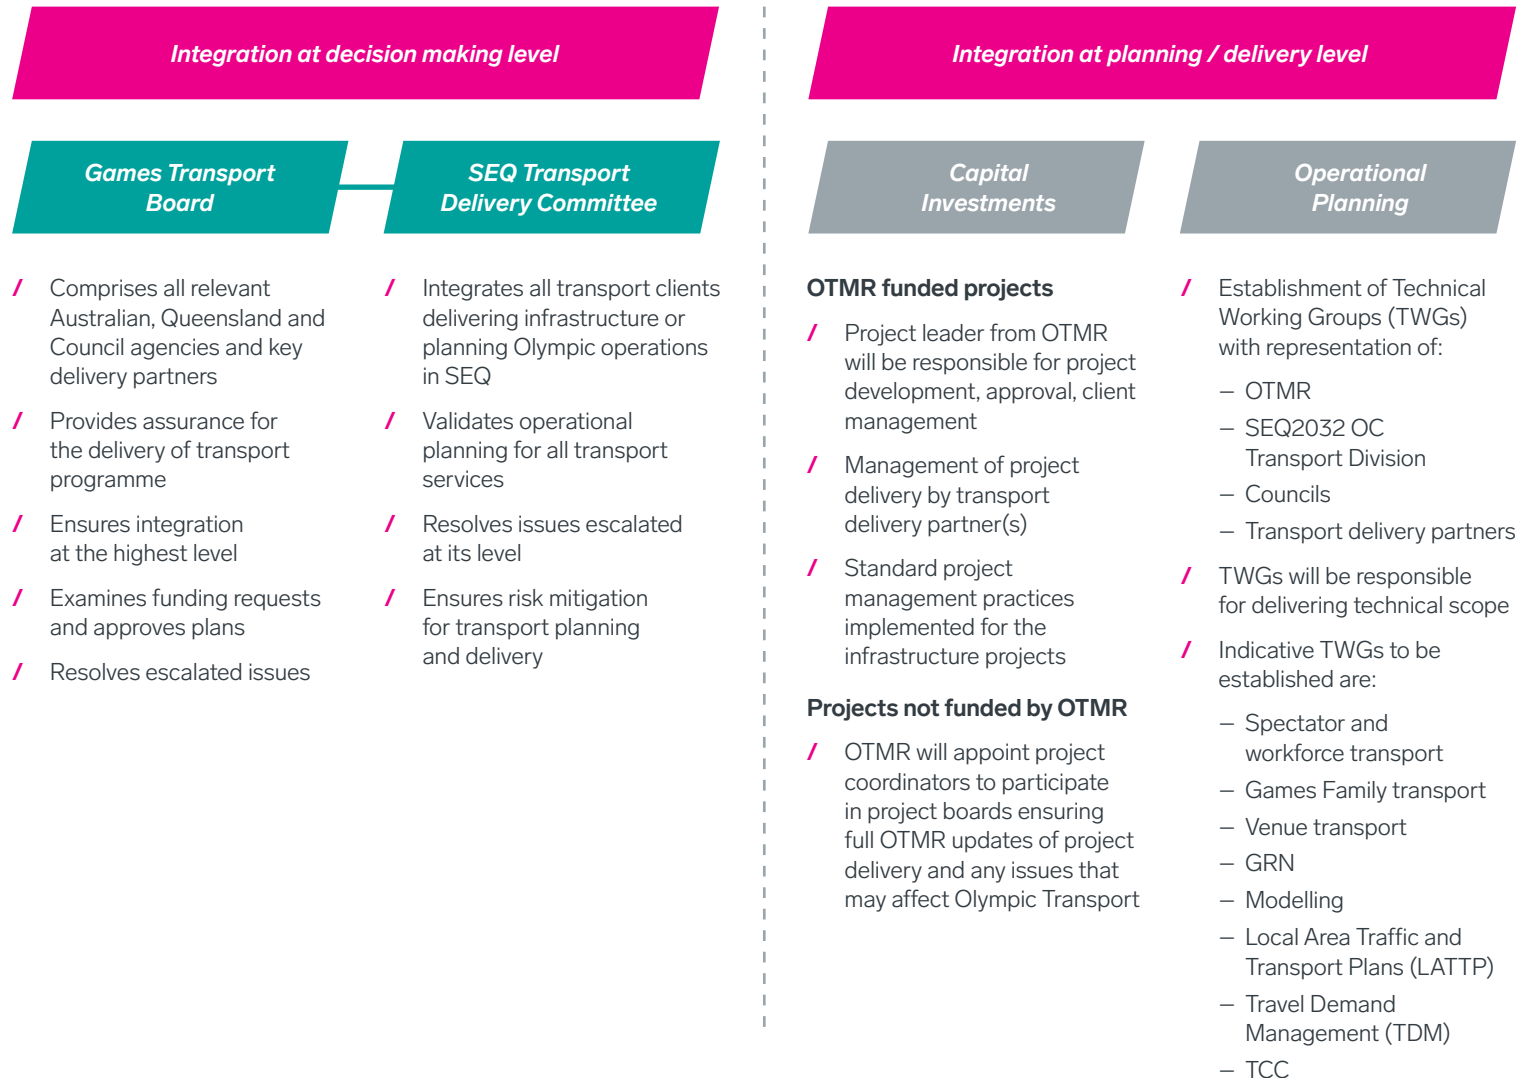 Integration at decision making level
Games Transport
Board
SEQ Transport
Delivery Committee
/ Comprises all relevant
Australian, Queensland and
Council agencies and key
delivery partners
/ Provides assurance for
the delivery of transport
programme
/ Ensures integration
at the highest level
/ Examines funding requests
and approves plans
/ Resolves escalated issues
/ Integrates all transport clients
delivering infrastructure or
planning Olympic operations
in SEQ
/ Validates operational
planning for all transport
services
/ Resolves issues escalated
at its level
/ Ensures risk mitigation
for transport planning
and delivery
Integration at planning / delivery level
Capital
Investments
Operational
Planning
OTMR funded projects
/ Project leader from OTMR
will be responsible for project
development, approval, client
management
/ Management of project
delivery by transport
delivery partner(s)
/ Standard project
management practices
implemented for the
infrastructure projects
Projects not funded by OTMR
/ OTMR will appoint project
coordinators to participate
in project boards ensuring
full OTMR updates of project
delivery and any issues that
may affect Olympic Transport
/ Establishment of Technical
Working Groups (TWGs)
with representation of:
– OTMR
– SEQ2032 OC
Transport Division
– Councils
– Transport delivery partners
/ TWGs will be responsible
for delivering technical scope
/ Indicative TWGs to be
established are:
– Spectator and
workforce transport
– Games Family transport
– Venue transport
– GRN
– Modelling
– Local Area Traffic and
Transport Plans (LATTP)
– Travel Demand
Management (TDM)
– TCC